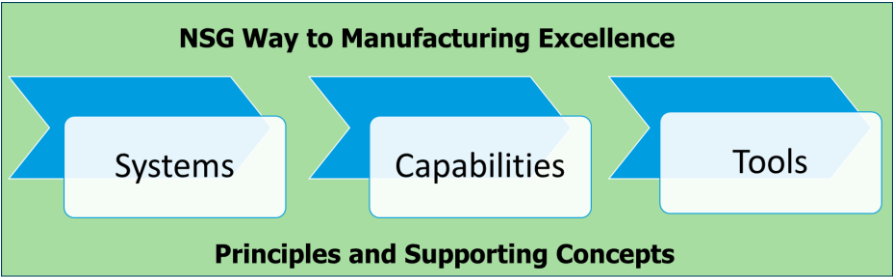 NSG Way to Manufacturing Excellence
Systems
Capabilities
Tools
Principles and Supporting Concepts